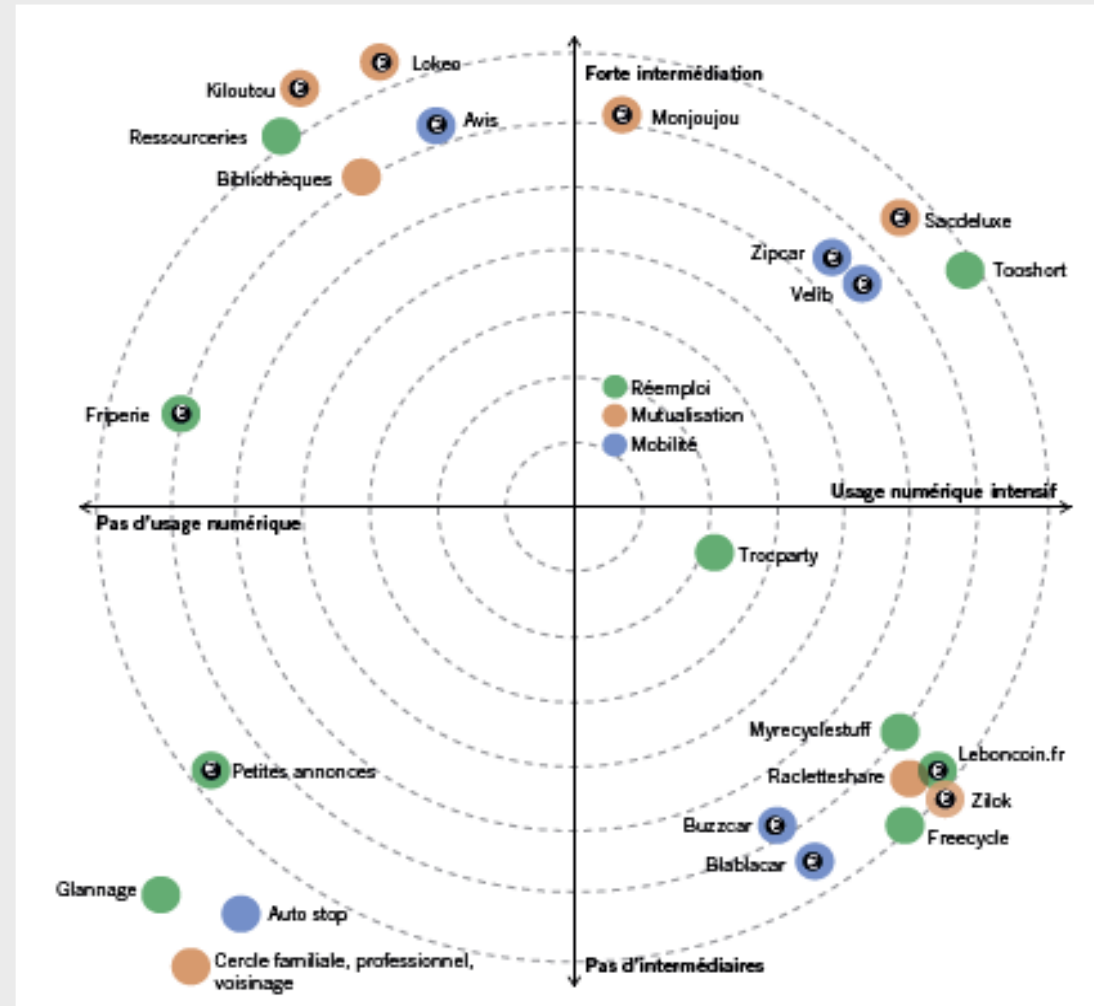 Lokeo
Forte intermédiation
Kiloutou
Monjoujou
Avis
Ressourceries
Bibliothèques
Sacdeluxe
Zipcar
Tooshort
Velib
Réemploi
Friperie
Mutualisation
Mobilité
Usage numérique intensif
Pas d'usage numérique
Trocparty
Myrecyclestuff
Leboncoin.fr
Petites annonces
Racletteshare
Zilok
Buzzcar
Freecycle
Blablacar
Glannage
Auto stop
Cercle familiale, professionnel,
voisinage
Pas d'intermédiaires